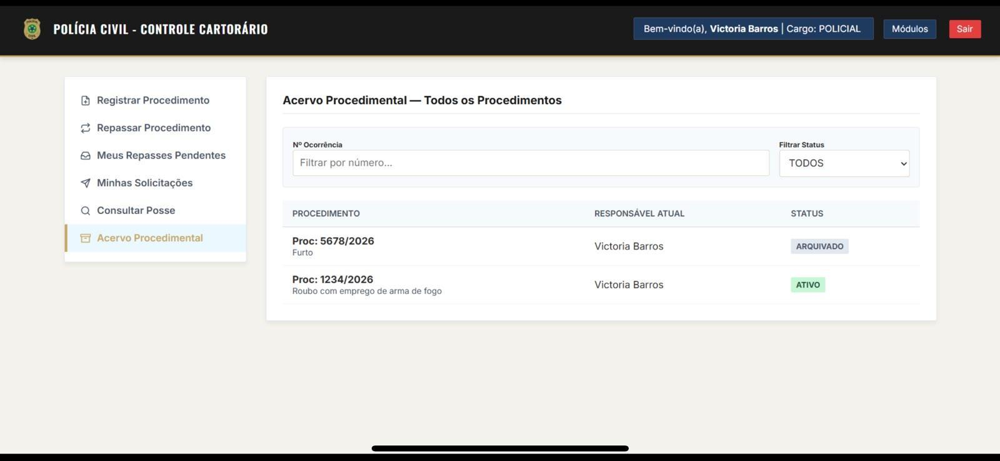 POLÍCIA CIVIL - CONTROLE CARTORÁRIO
Bem-vindo(a), Victoria Barros | Cargo: POLICIAL
Módulos
Sair
Registrar Procedimento
Repassar Procedimento
Meus Repasses Pendentes
Minhas Solicitações
Consultar Posse
Acervo Procedimental
Acervo Procedimental — Todos os Procedimentos
Nº Ocorrência
Filtrar por número...
Filtrar Status
TODOS
PROCEDIMENTO RESPONSÁVEL ATUAL STATUS
Proc: 5678/2026
Furto
Victoria Barros
ARQUIVADO
Proc: 1234/2026
Roubo com emprego de arma de fogo
Victoria Barros
ATIVO